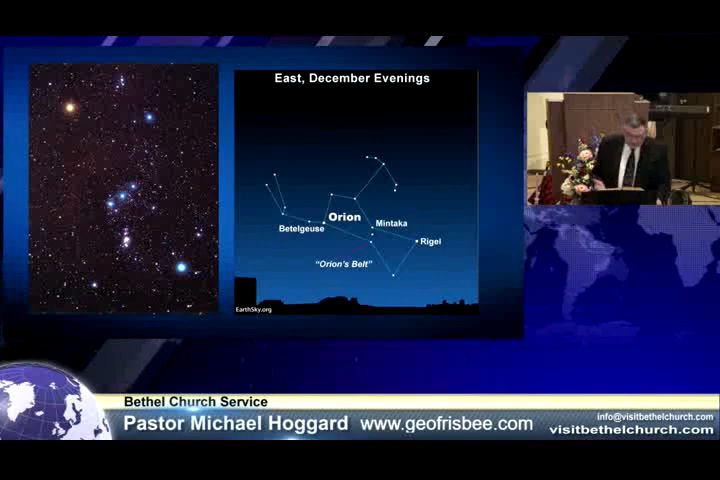 East, December Evenings
Orion
Mintaka
Betelgeuse
Rigel
“Orion's Belt”
EarthSky.org
Bethel Church Service
Pastor Michael Hoggard www.geofrisbee.com
info@visitbethelchurch.com
visitbethelchurch.com